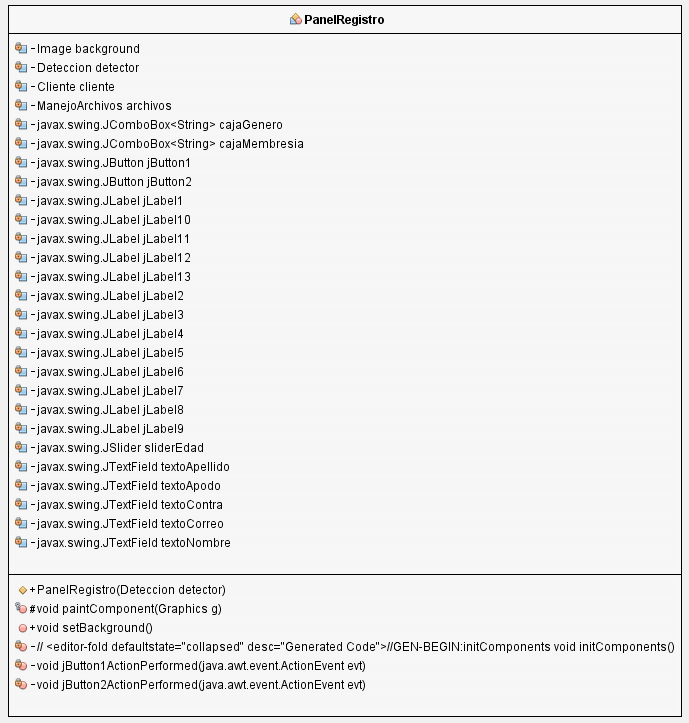 PanelRegistro
-Image background
-Deteccion detector
-Cliente cliente
-ManejoArchivos archivos
-javax.swing.JComboBox<String> cajaGenero
-javax.swing.JComboBox<String> cajaMembresia
-javax.swing.JButton jButton1
-javax.swing.JButton jButton2
-javax.swing.JLabel jLabel1
-javax.swing.JLabel jLabel10
-javax.swing.JLabel jLabel11
-javax.swing.JLabel jLabel12
-javax.swing.JLabel jLabel13
-javax.swing.JLabel jLabel2
-javax.swing.JLabel jLabel3
-javax.swing.JLabel jLabel4
-javax.swing.JLabel jLabel5
-javax.swing.JLabel jLabel6
-javax.swing.JLabel jLabel7
-javax.swing.JLabel jLabel8
-javax.swing.JLabel jLabel9
-javax.swing.JSlider sliderEdad
-javax.swing.JTextField textoApellido
-javax.swing.JTextField textoApodo
-javax.swing.JTextField textoContra
-javax.swing.JTextField textoCorreo
-javax.swing.JTextField textoNombre
+PanelRegistro(Deteccion detector)
#void paintComponent(Graphics g)
+void setBackground()
-// <editor-fold defaultstate="collapsed" desc="Generated Code">//GEN-BEGIN:initComponents void initComponents()
-void jButton1ActionPerformed(java.awt.event.ActionEvent evt)
-void jButton2ActionPerformed(java.awt.event.ActionEvent evt)